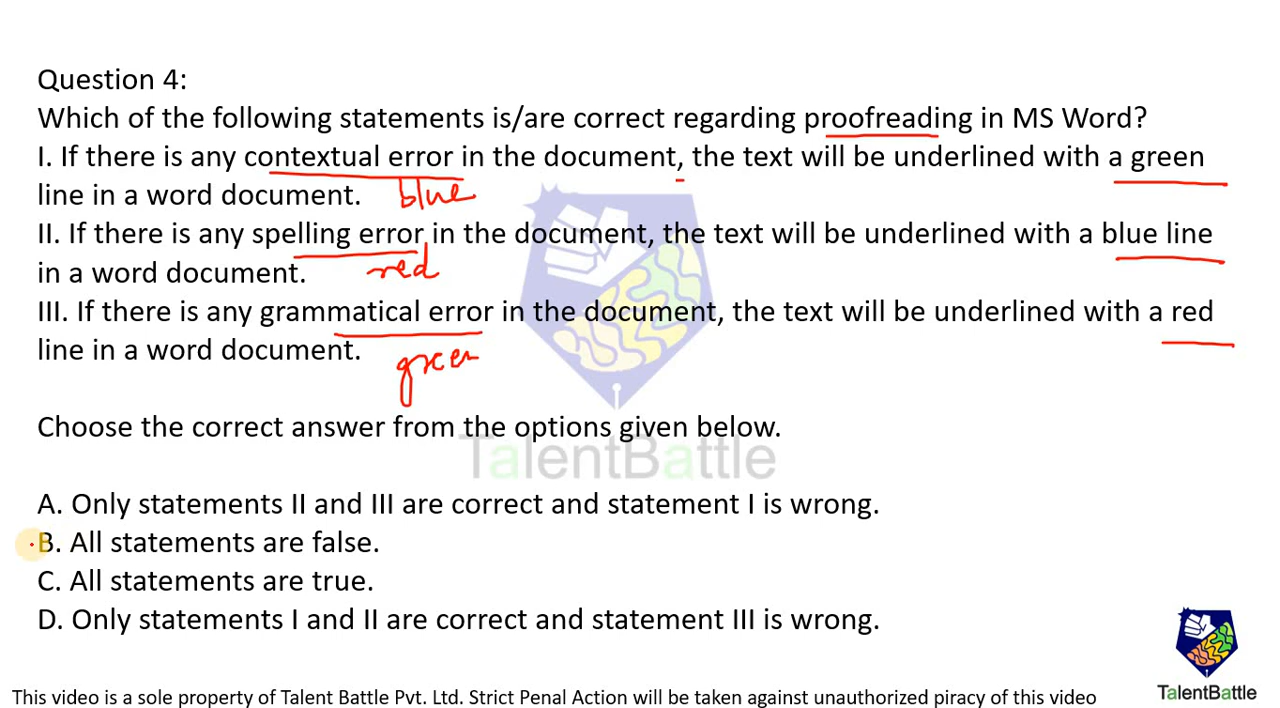 Question 4:
Which of the following statements is/are correct regarding proofreading in MS Word?
I. If there is any contextual error in the document, the text will be underlined with a green
line in a word document. blue
II. If there is any spelling error in the document, the text will be underlined with a blue line
in a word document. red
III. If there is any grammatical error in the document, the text will be underlined with a red
line in a word document. green
Choose the correct answer from the options given below.
TalentBattle
A. Only statements II and III are correct and statement I is wrong.
B. All statements are false.
C. All statements are true.
D. Only statements I and II are correct and statement III is wrong.
TalentBattle
This video is a sole property of Talent Battle Pvt. Ltd. Strict Penal Action will be taken against unauthorized piracy of this video